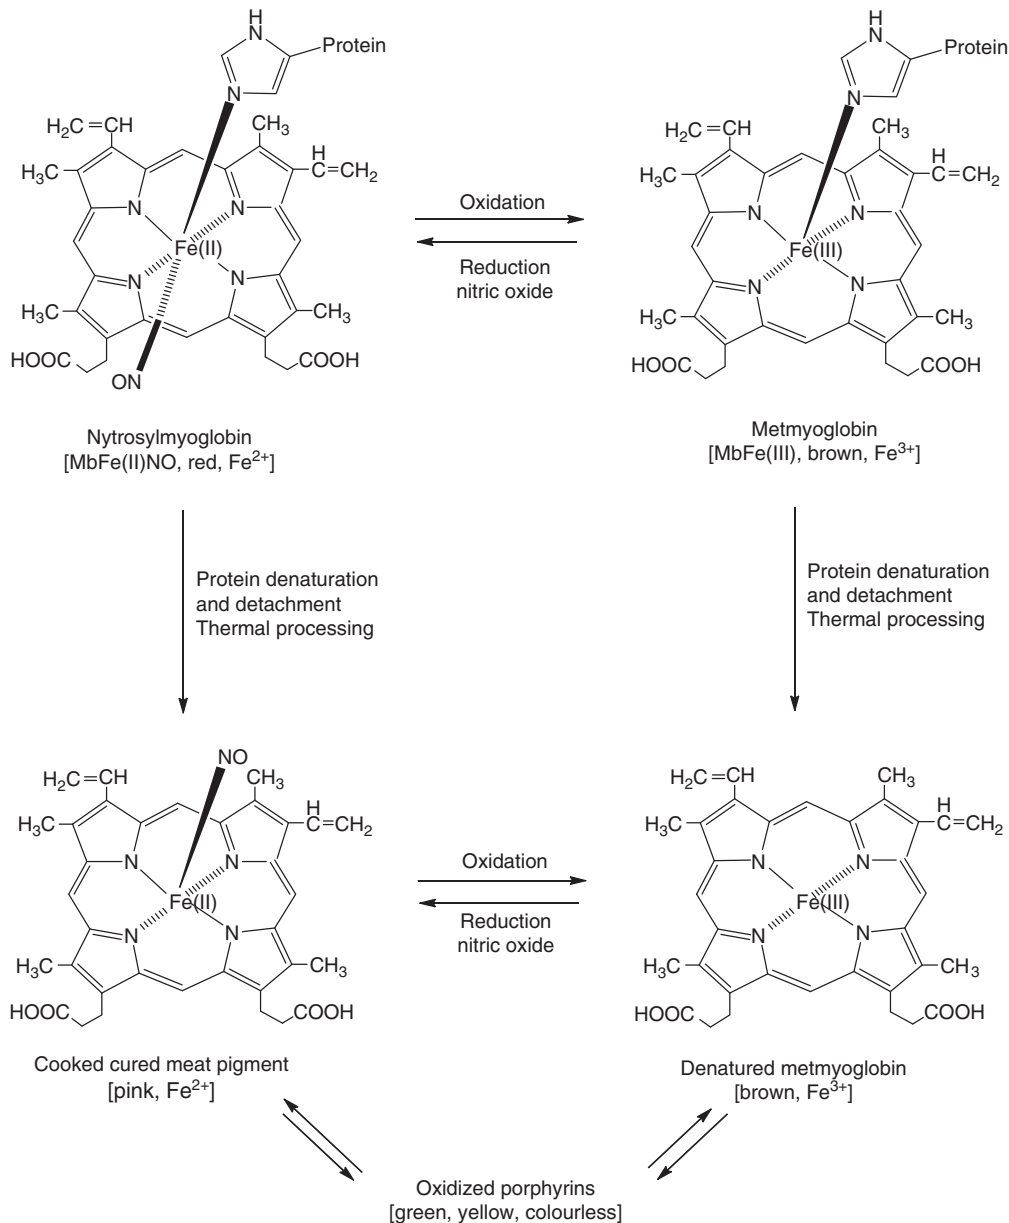 H
N
Protein
N
H₂C=CH
CH₃
H
C=CH₂
H₃C
N
N
Fe(II)
N
N
H₃C
CH₃
HOOC
COOH
ON
Nytrosylmyoglobin
[MbFe(II)NO, red, Fe²⁺]
Oxidation
Reduction
nitric oxide
H
N
Protein
N
H₂C=CH
CH₃
H
C=CH₂
H₃C
N
N
Fe(III)
N
N
H₃C
CH₃
HOOC
COOH
Metmyoglobin
[MbFe(III), brown, Fe³⁺]
Protein denaturation
and detachment
Thermal processing
Protein denaturation
and detachment
Thermal processing
NO
H₂C=CH
CH₃
H
C=CH₂
H₃C
N
N
Fe(II)
N
N
H₃C
CH₃
HOOC
COOH
Cooked cured meat pigment
[pink, Fe²⁺]
Oxidation
Reduction
nitric oxide
H₂C=CH
CH₃
H
C=CH₂
H₃C
N
N
Fe(III)
N
N
H₃C
CH₃
HOOC
COOH
Denatured metmyoglobin
[brown, Fe³⁺]
Oxidized porphyrins
[green, yellow, colourless]